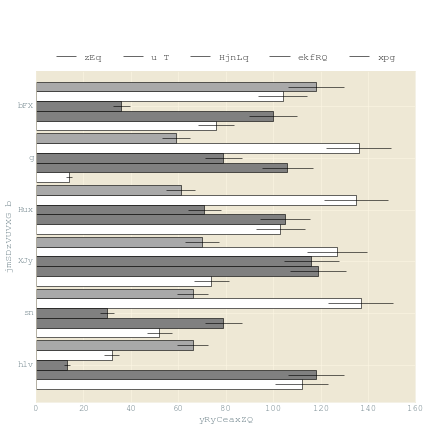 zEq u T HjnLq ekfRQ xpg
bFX
g
Hux
XJy
sn
hlv
jmSDzVUVXG b
0 20 40 60 80 100 120 140 160
yRyCeaxZQ